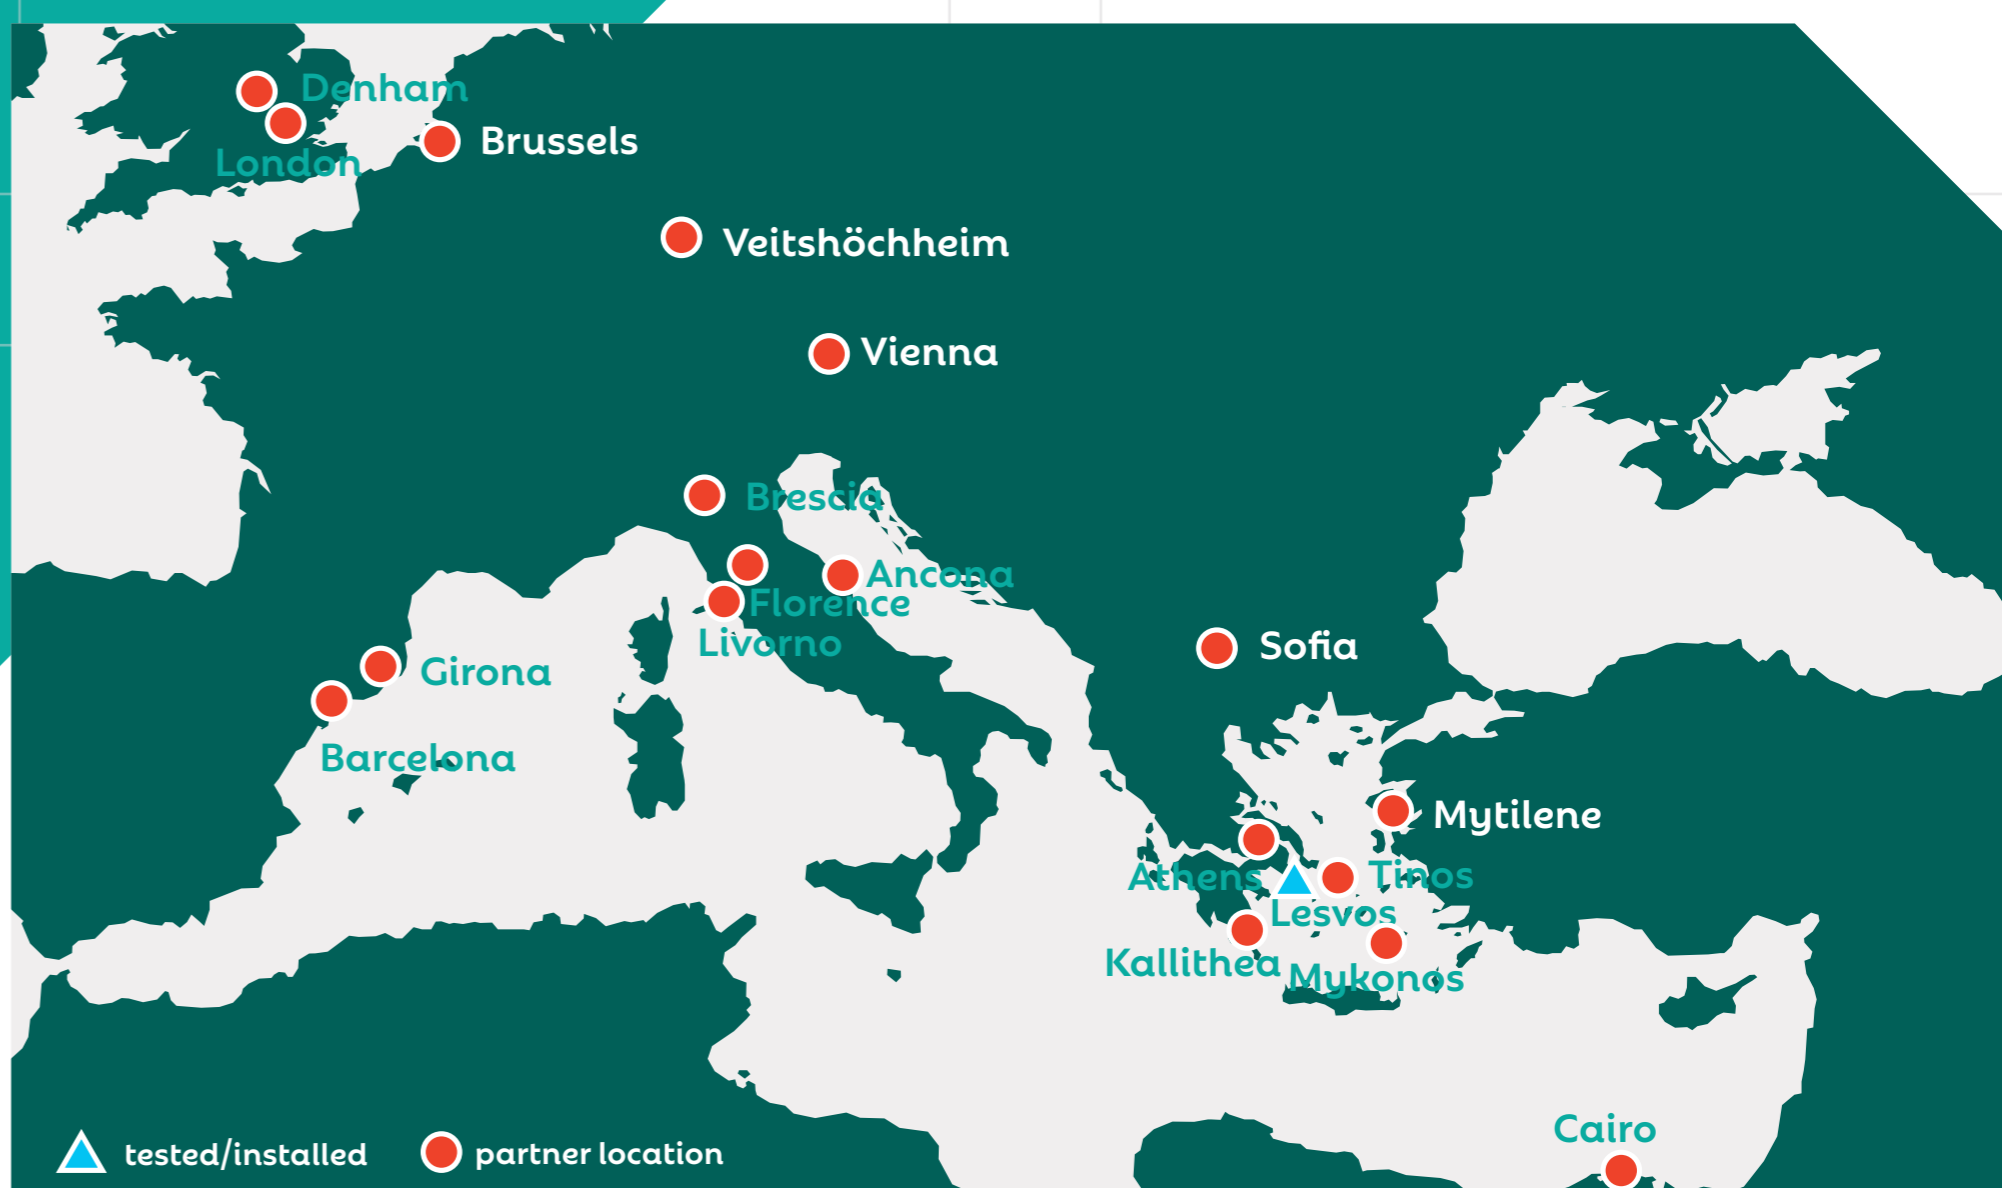 Denham
London
Brussels
Veitshöchheim
Vienna
Brescia
Ancona
Florence
Livorno
Girona
Barcelona
Sofia
Mytilene
Athens
Tinos
Lesvos
Kallithea
Mykonos
Cairo
tested/installed
partner location